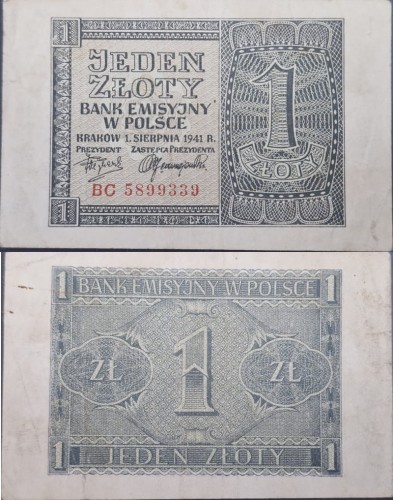 1
JEDEN
ZŁOTY
BANK EMISYJNY
W POLSCE
KRAKÓW 1. SIERPNIA 1941 R.
PREZYDENT ZASTĘPCA PREZYDENTA
BC 5899339
1
1
ZŁOTY
1 BANK EMISYJNY W POLSCE 1
ZŁ 1 ZŁ
1 JEDEN ZŁOTY 1